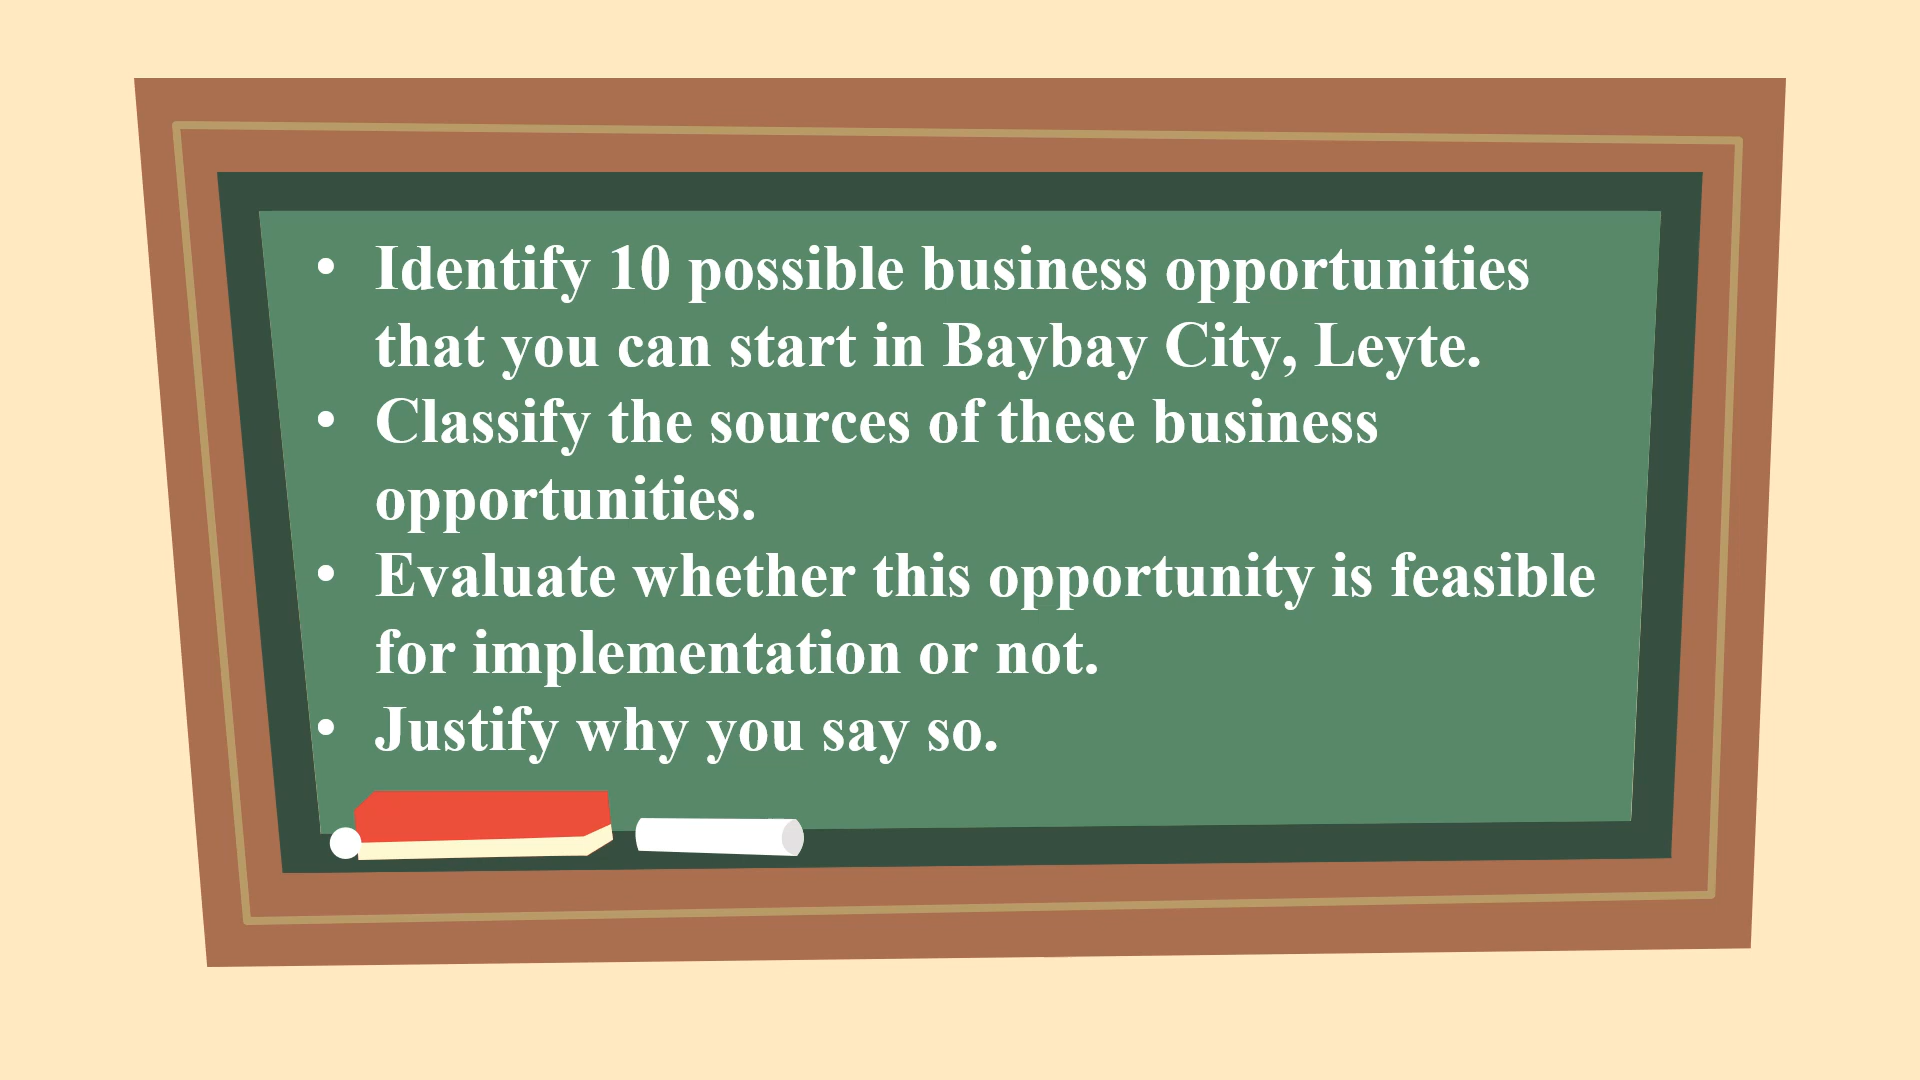 • Identify 10 possible business opportunities
that you can start in Baybay City, Leyte.
• Classify the sources of these business
opportunities.
• Evaluate whether this opportunity is feasible
for implementation or not.
• Justify why you say so.